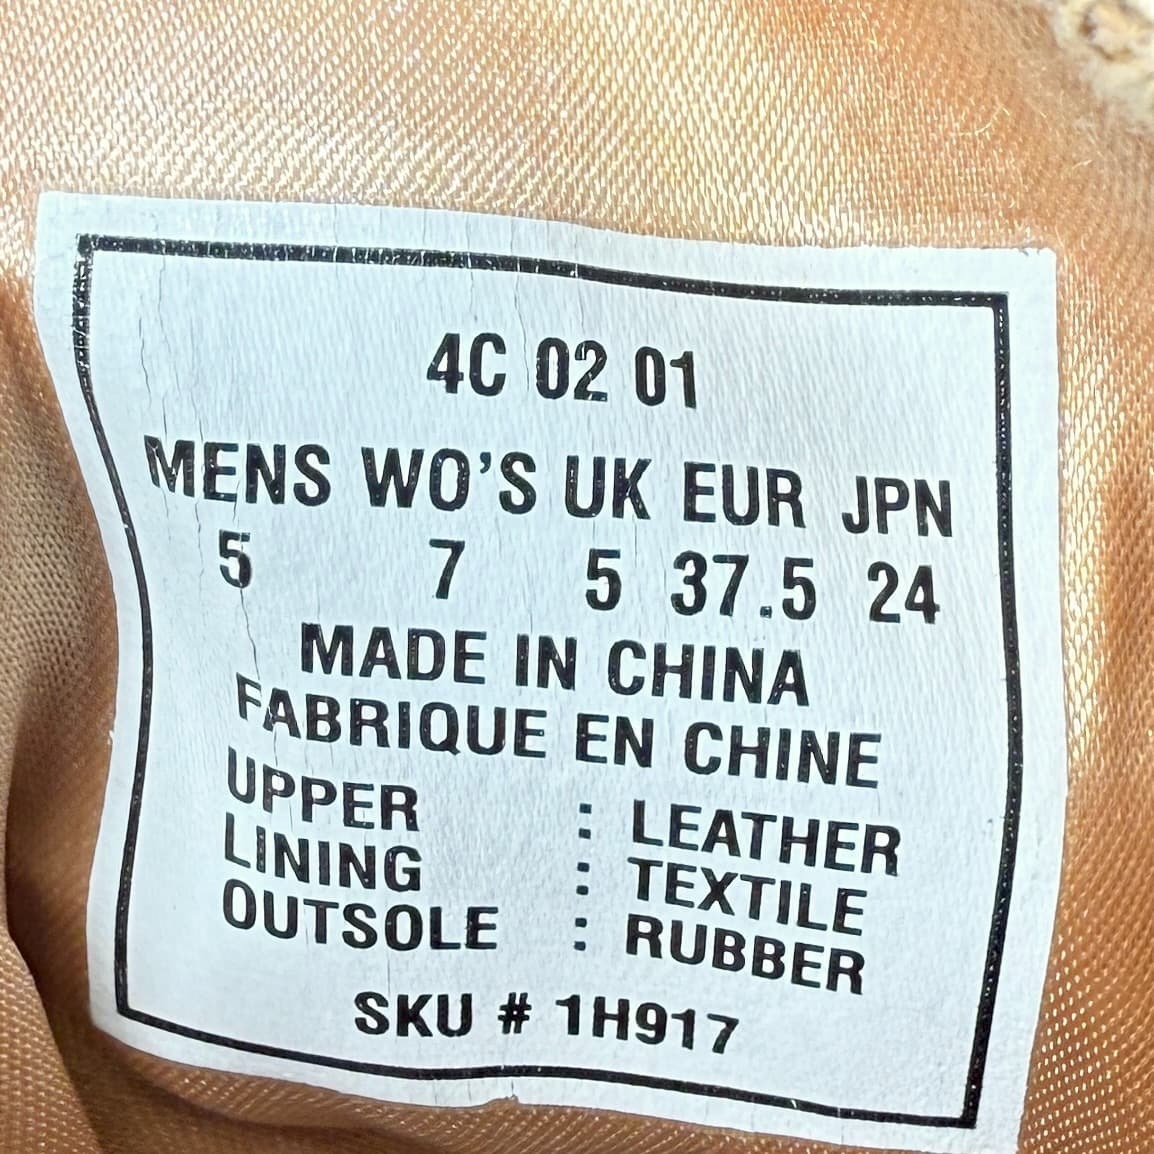 4C 02 01
MENS WO'S UK EUR JPN
5 7 5 37.5 24
MADE IN CHINA
FABRIQUE EN CHINE
UPPER : LEATHER
LINING : TEXTILE
OUTSOLE : RUBBER
SKU # 1H917